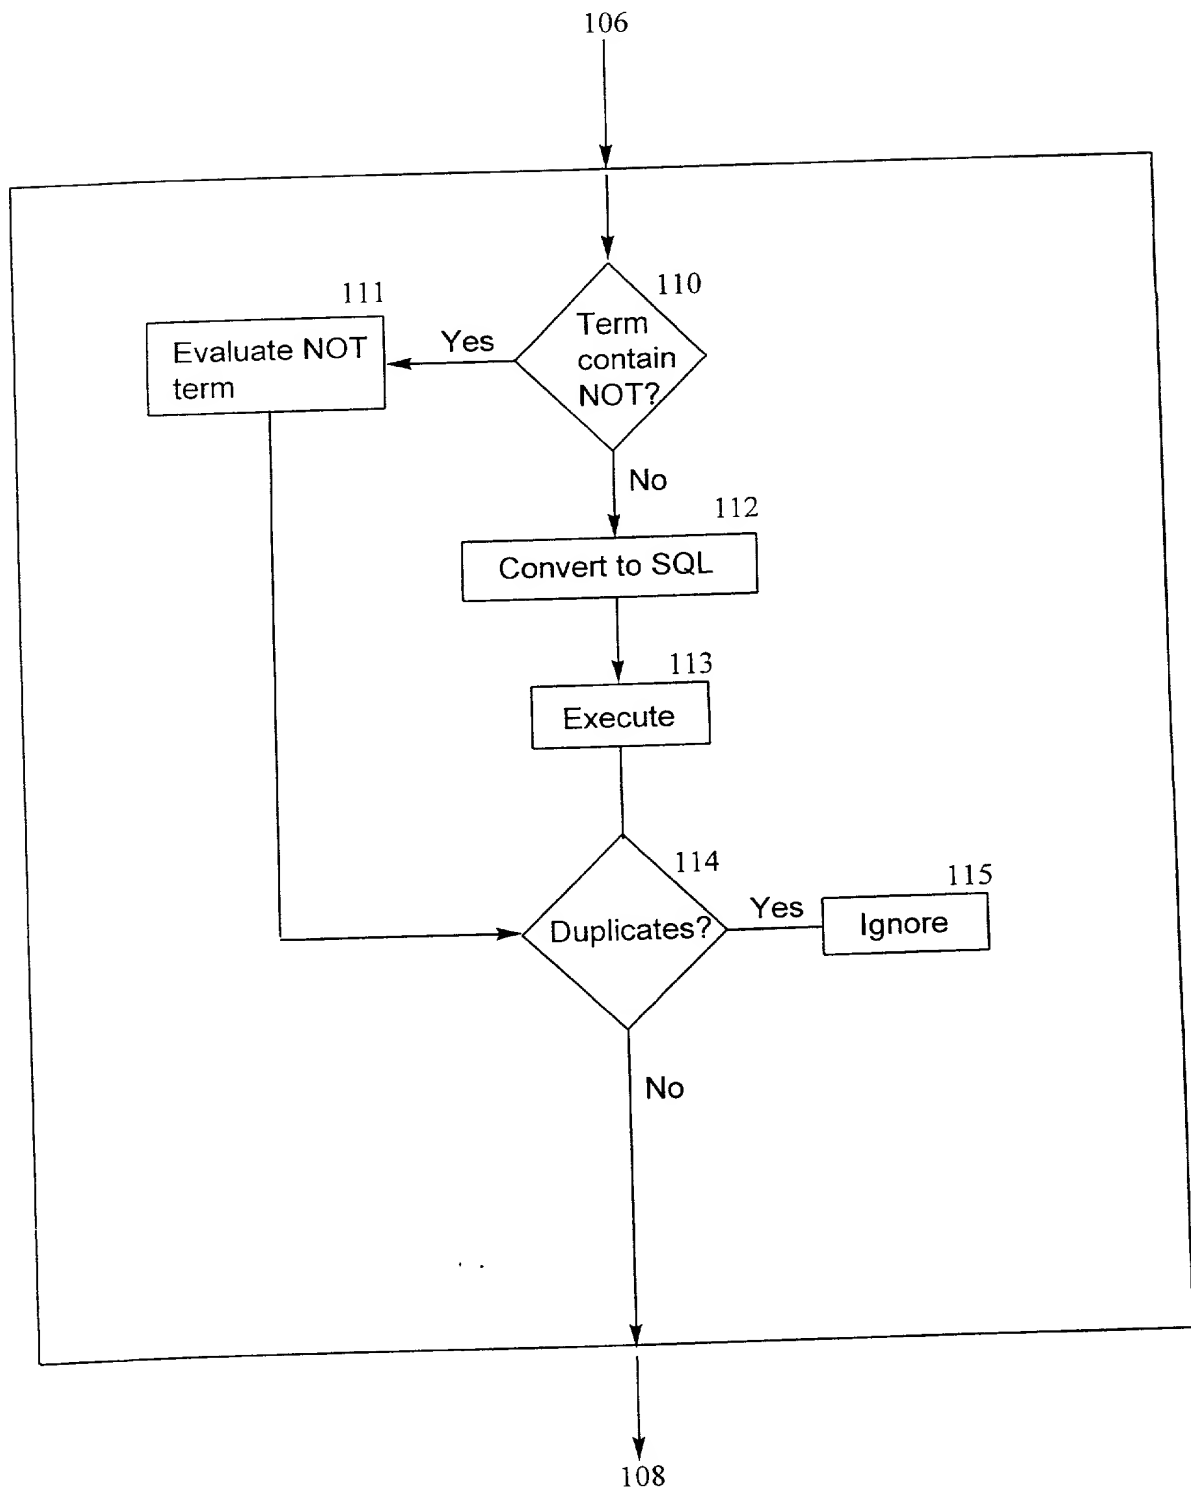 106
110
111
Term
contain
NOT?
Yes
Evaluate NOT
term
No
112
Convert to SQL
113
Execute
114
Duplicates?
Yes
115
Ignore
No
108